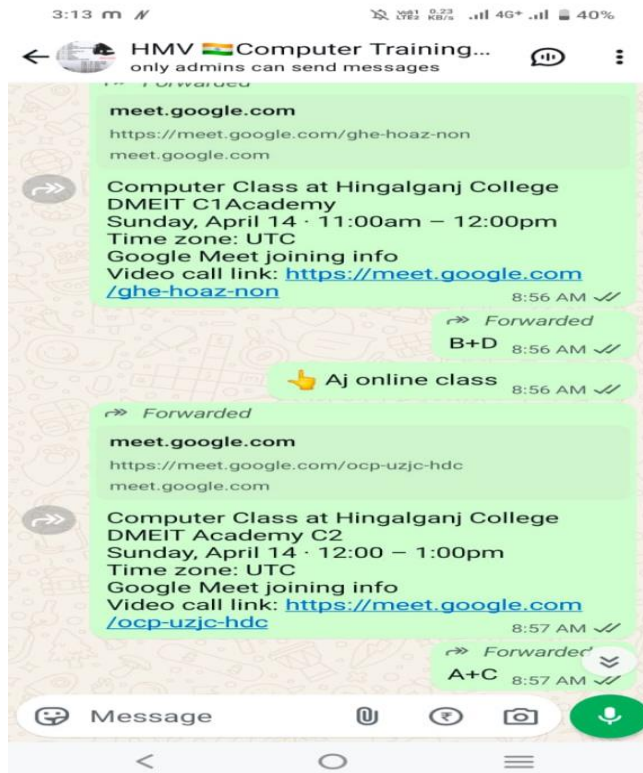 3:13
VoI) LTE2 0.23 KB/s 4G+ 40%
HMV 🇮🇳Computer Training...
only admins can send messages
Forwarded
meet.google.com
https://meet.google.com/ghe-hoaz-non
meet.google.com
Computer Class at Hingalganj College
DMEIT C1Academy
Sunday, April 14 · 11:00am – 12:00pm
Time zone: UTC
Google Meet joining info
Video call link: https://meet.google.com
/ghe-hoaz-non
8:56 AM
Forwarded
B+D 8:56 AM
👆 Aj online class 8:56 AM
Forwarded
meet.google.com
https://meet.google.com/ocp-uzjc-hdc
meet.google.com
Computer Class at Hingalganj College
DMEIT Academy C2
Sunday, April 14 · 12:00 – 1:00pm
Time zone: UTC
Google Meet joining info
Video call link: https://meet.google.com
/ocp-uzjc-hdc
8:57 AM
Forwarded
A+C 8:57 AM
Message